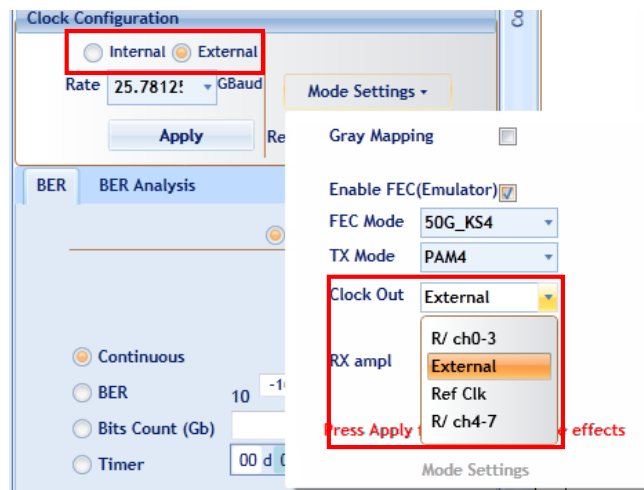 Clock Configuration
Co
Internal External
Rate 25.7812 GBaud
Mode Settings
Apply
Re
Gray Mapping
BER BER Analysis
Enable FEC(Emulator)
FEC Mode 50G_KS4
TX Mode PAM4
Clock Out External
R/ ch0-3
Continuous
RX ampl
External
BER 10
Ref Clk
Bits Count (Gb)
Press Apply
R/ ch4-7
effects
Timer 00 d
Mode Settings